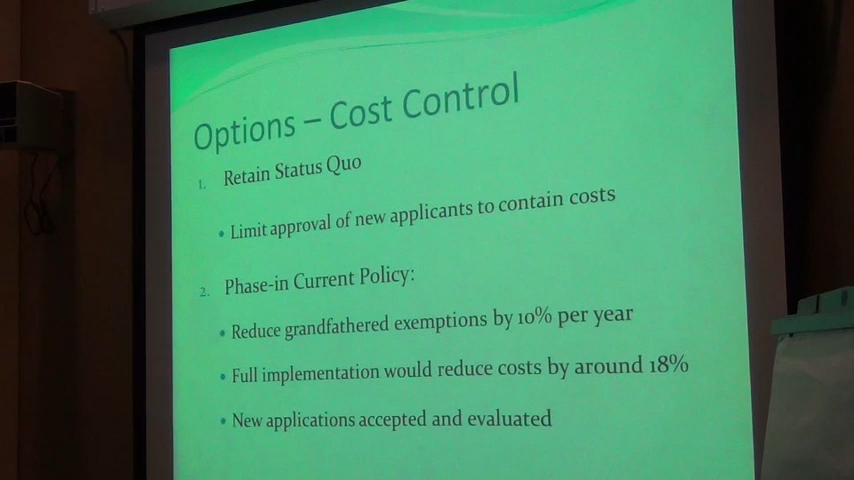 Options – Cost Control
1. Retain Status Quo
• Limit approval of new applicants to contain costs
2. Phase-in Current Policy:
• Reduce grandfathered exemptions by 10% per year
• Full implementation would reduce costs by around 18%
• New applications accepted and evaluated